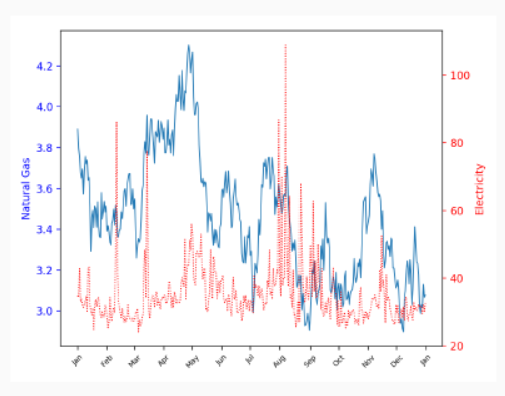 4.2
4.0
3.8
3.6
3.4
3.2
3.0
Natural Gas
100
80
60
40
20
Electricity
Jan
Feb
Mar
Apr
May
Jun
Jul
Aug
Sep
Oct
Nov
Dec
Jan